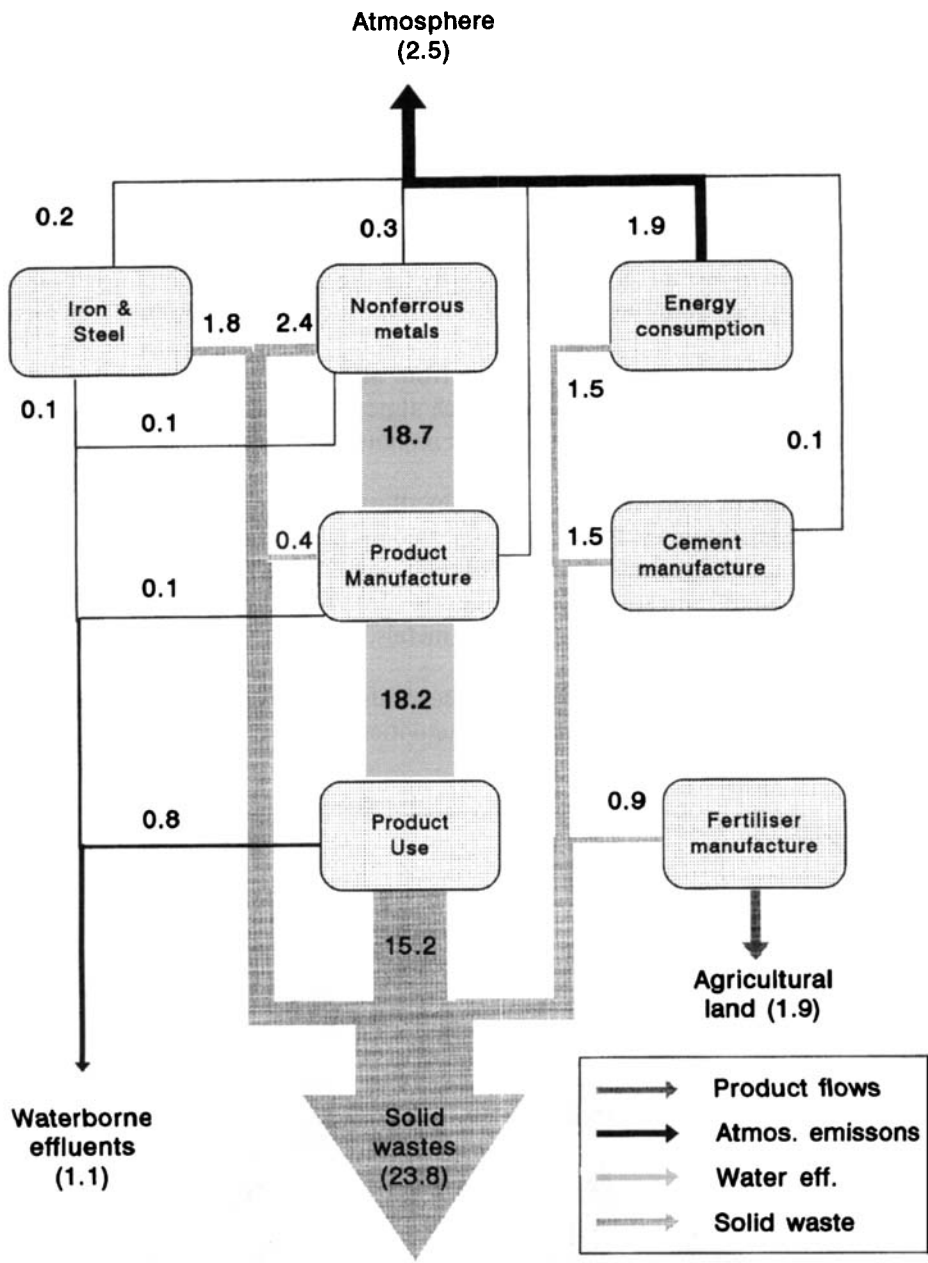 Atmosphere
(2.5)
0.2
0.3
1.9
Iron &
Steel
1.8
2.4
Nonferrous
metals
Energy
consumption
0.1
0.1
18.7
1.5
0.1
0.4
Product
Manufacture
1.5
Cement
manufacture
0.1
18.2
0.8
Product
Use
0.9
Fertiliser
manufacture
15.2
Agricultural
land (1.9)
Waterborne
effluents
(1.1)
Solid
wastes
(23.8)
Product flows
Atmos. emissons
Water eff.
Solid waste